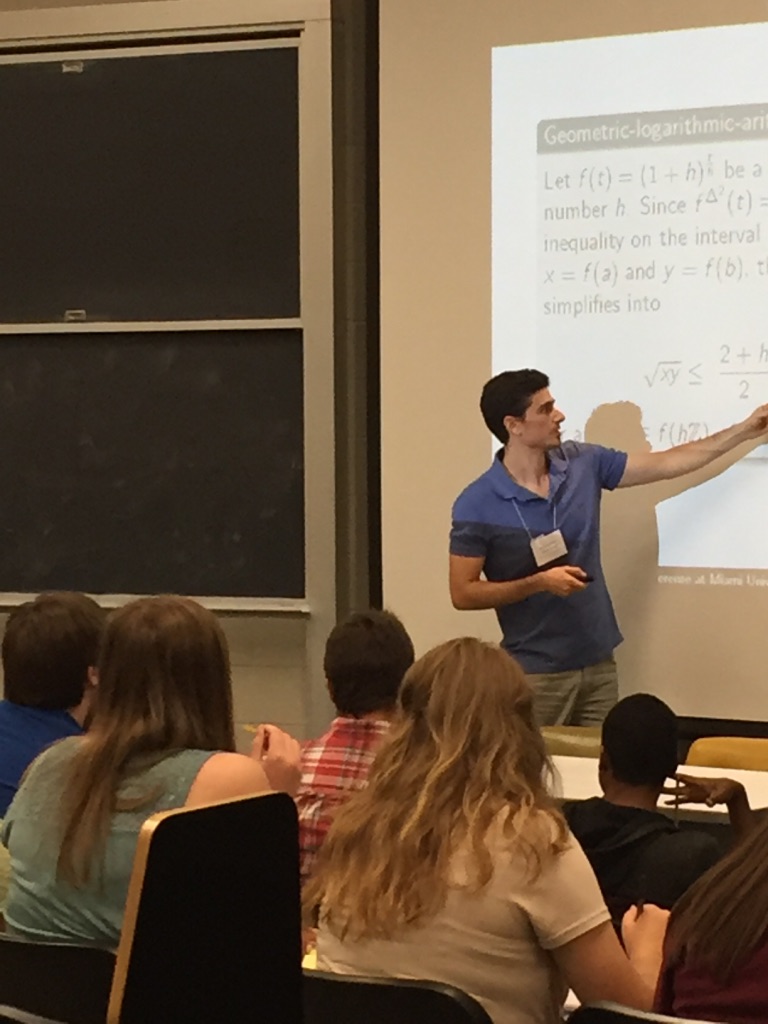 Geometric-logarithmic-ari
Let f(t) = (1 + h)^{t/h} be a
number h. Since f^{Δ²}(t) =
inequality on the interval
x = f(a) and y = f(b), t
simplifies into
√xy ≤ 2 + h / 2
f(hℤ)
erence at Miami Univ